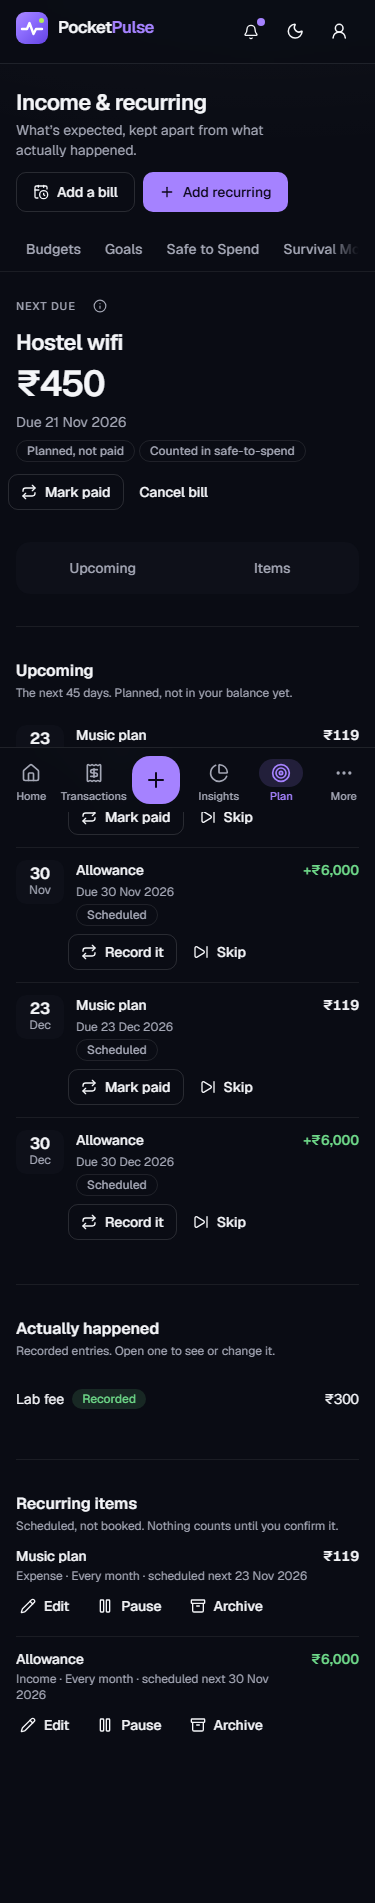 PocketPulse
Income & recurring
What's expected, kept apart from what
actually happened.
Add a bill
Add recurring
Budgets Goals Safe to Spend Survival Mo
NEXT DUE
Hostel wifi
₹450
Due 21 Nov 2026
Planned, not paid Counted in safe-to-spend
Mark paid Cancel bill
Upcoming Items
Upcoming
The next 45 days. Planned, not in your balance yet.
23 Music plan ₹119
Home Transactions Insights Plan More
Mark paid Skip
30 Allowance +₹6,000
Nov Due 30 Nov 2026
Scheduled
Record it Skip
23 Music plan ₹119
Dec Due 23 Dec 2026
Scheduled
Mark paid Skip
30 Allowance +₹6,000
Dec Due 30 Dec 2026
Scheduled
Record it Skip
Actually happened
Recorded entries. Open one to see or change it.
Lab fee Recorded ₹300
Recurring items
Scheduled, not booked. Nothing counts until you confirm it.
Music plan ₹119
Expense · Every month · scheduled next 23 Nov 2026
Edit Pause Archive
Allowance ₹6,000
Income · Every month · scheduled next 30 Nov
2026
Edit Pause Archive